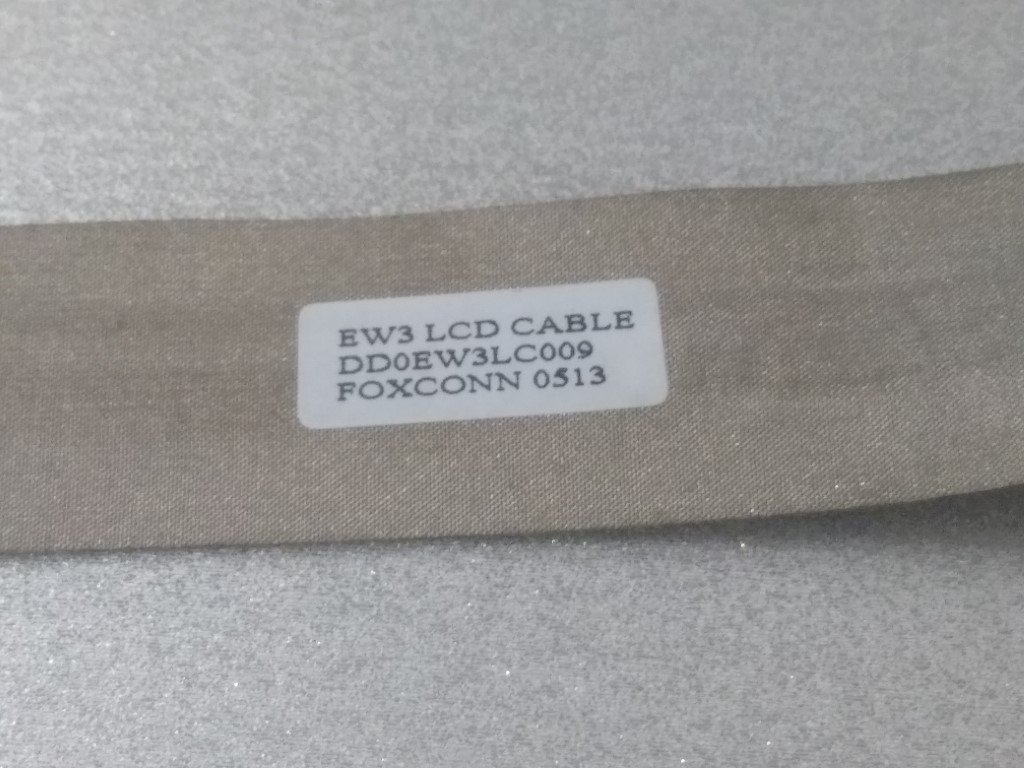 EW3 LCD CABLE
DD0EW3LC009
FOXCONN 0513